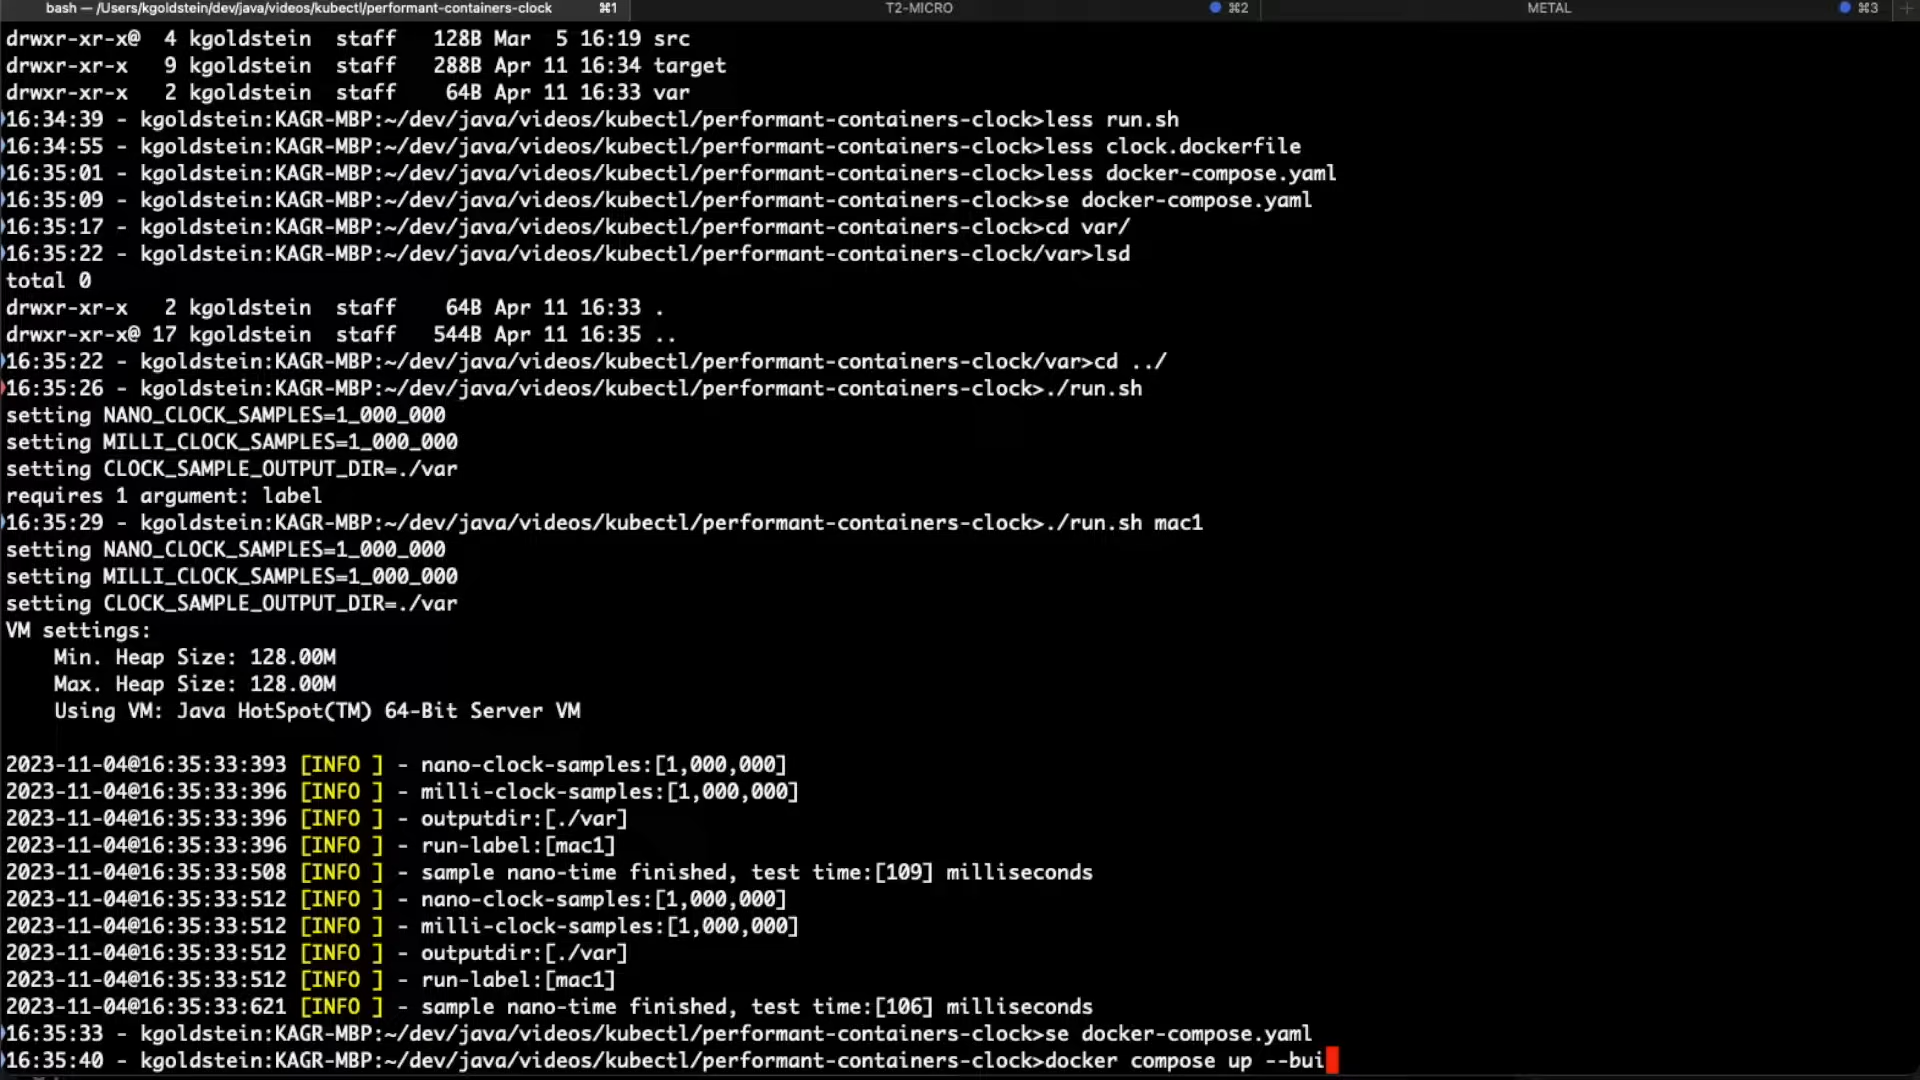 bash — /Users/kgoldstein/dev/java/videos/kubectl/performant-containers-clock ⌘1 T2-MICRO ⌘2 METAL ⌘3 +
drwxr-xr-x@  4 kgoldstein  staff   128B Mar  5 16:19 src
drwxr-xr-x   9 kgoldstein  staff   288B Apr 11 16:34 target
drwxr-xr-x   2 kgoldstein  staff    64B Apr 11 16:33 var
16:34:39 - kgoldstein:KAGR-MBP:~/dev/java/videos/kubectl/performant-containers-clock>less run.sh
16:34:55 - kgoldstein:KAGR-MBP:~/dev/java/videos/kubectl/performant-containers-clock>less clock.dockerfile
16:35:01 - kgoldstein:KAGR-MBP:~/dev/java/videos/kubectl/performant-containers-clock>less docker-compose.yaml
16:35:09 - kgoldstein:KAGR-MBP:~/dev/java/videos/kubectl/performant-containers-clock>se docker-compose.yaml
16:35:17 - kgoldstein:KAGR-MBP:~/dev/java/videos/kubectl/performant-containers-clock>cd var/
16:35:22 - kgoldstein:KAGR-MBP:~/dev/java/videos/kubectl/performant-containers-clock/var>lsd
total 0
drwxr-xr-x   2 kgoldstein  staff    64B Apr 11 16:33 .
drwxr-xr-x@ 17 kgoldstein  staff   544B Apr 11 16:35 ..
16:35:22 - kgoldstein:KAGR-MBP:~/dev/java/videos/kubectl/performant-containers-clock/var>cd ../
16:35:26 - kgoldstein:KAGR-MBP:~/dev/java/videos/kubectl/performant-containers-clock>./run.sh
setting NANO_CLOCK_SAMPLES=1_000_000
setting MILLI_CLOCK_SAMPLES=1_000_000
setting CLOCK_SAMPLE_OUTPUT_DIR=./var
requires 1 argument: label
16:35:29 - kgoldstein:KAGR-MBP:~/dev/java/videos/kubectl/performant-containers-clock>./run.sh mac1
setting NANO_CLOCK_SAMPLES=1_000_000
setting MILLI_CLOCK_SAMPLES=1_000_000
setting CLOCK_SAMPLE_OUTPUT_DIR=./var
VM settings:
    Min. Heap Size: 128.00M
    Max. Heap Size: 128.00M
    Using VM: Java HotSpot(TM) 64-Bit Server VM
2023-11-04@16:35:33:393 [INFO ] - nano-clock-samples:[1,000,000]
2023-11-04@16:35:33:396 [INFO ] - milli-clock-samples:[1,000,000]
2023-11-04@16:35:33:396 [INFO ] - outputdir:[./var]
2023-11-04@16:35:33:396 [INFO ] - run-label:[mac1]
2023-11-04@16:35:33:508 [INFO ] - sample nano-time finished, test time:[109] milliseconds
2023-11-04@16:35:33:512 [INFO ] - nano-clock-samples:[1,000,000]
2023-11-04@16:35:33:512 [INFO ] - milli-clock-samples:[1,000,000]
2023-11-04@16:35:33:512 [INFO ] - outputdir:[./var]
2023-11-04@16:35:33:512 [INFO ] - run-label:[mac1]
2023-11-04@16:35:33:621 [INFO ] - sample nano-time finished, test time:[106] milliseconds
16:35:33 - kgoldstein:KAGR-MBP:~/dev/java/videos/kubectl/performant-containers-clock>se docker-compose.yaml
16:35:40 - kgoldstein:KAGR-MBP:~/dev/java/videos/kubectl/performant-containers-clock>docker compose up --bui